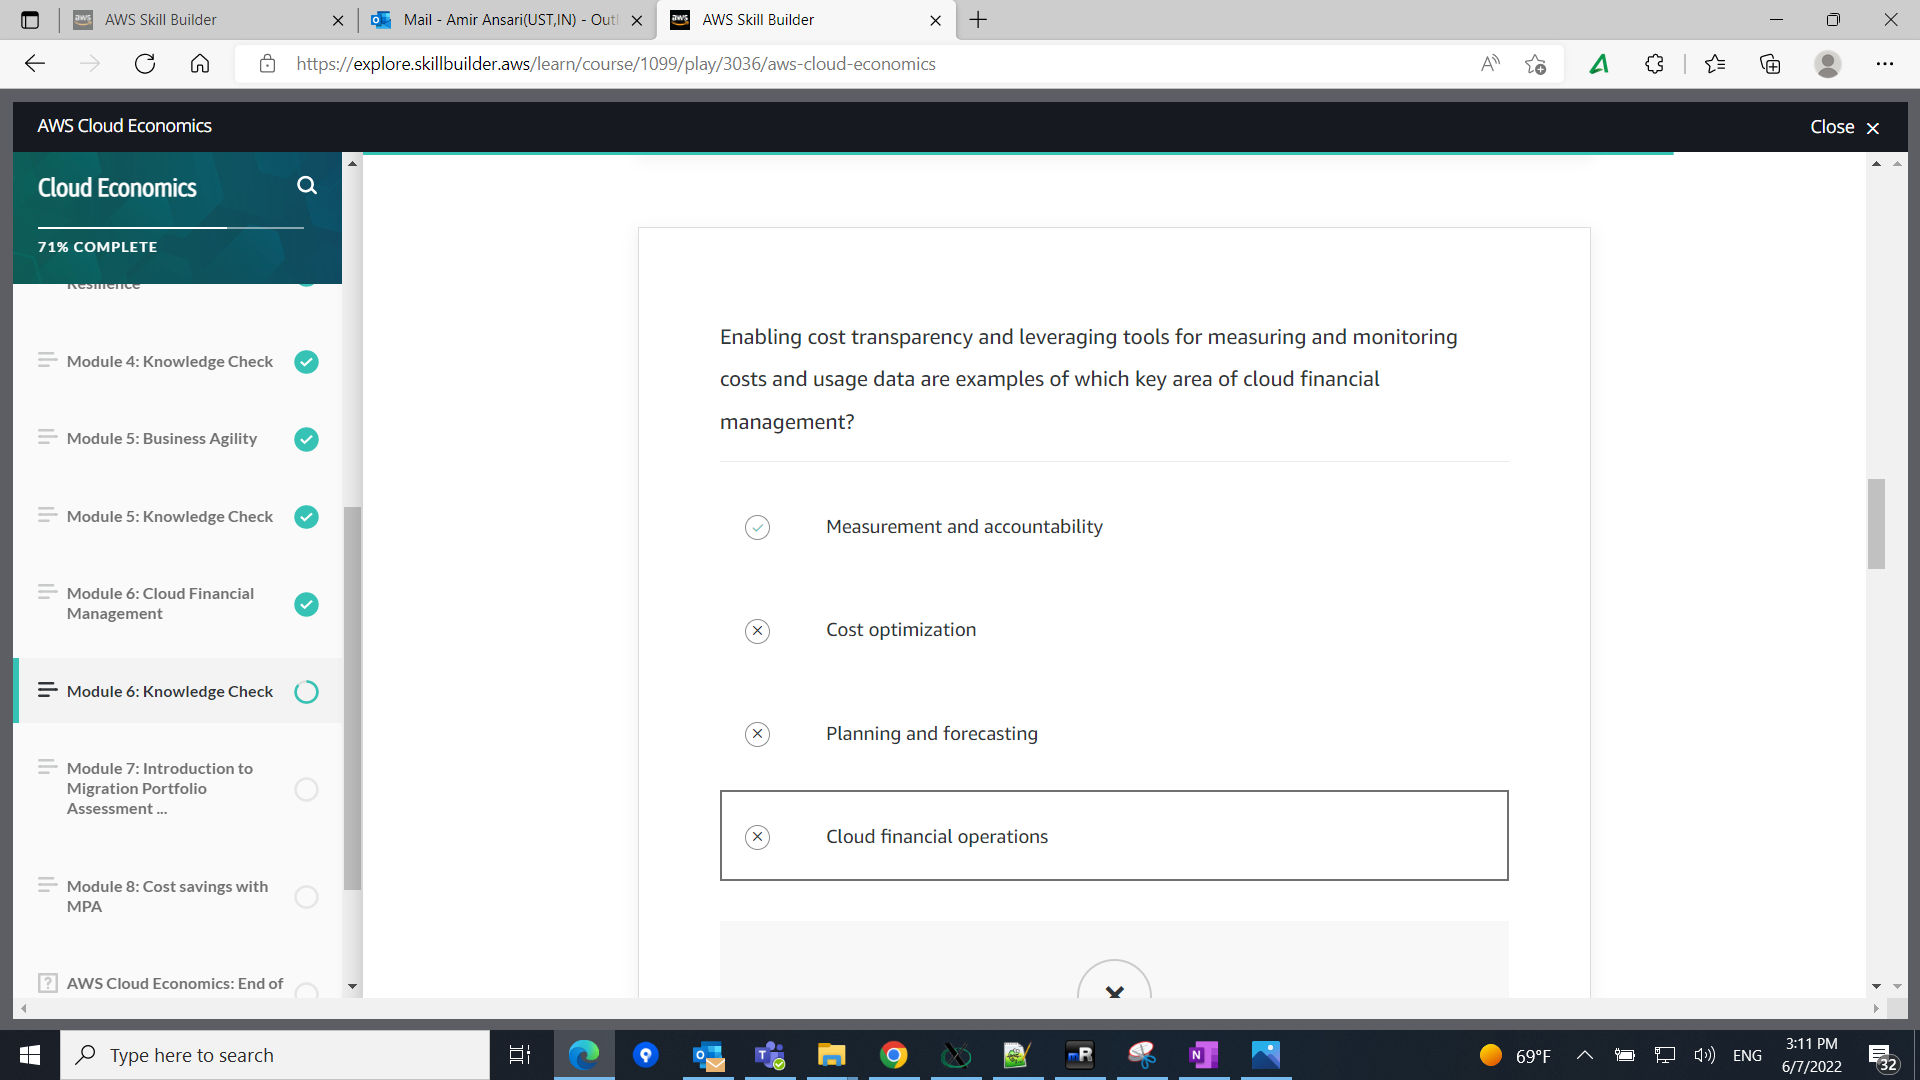 AWS Skill Builder
Mail - Amir Ansari(UST,IN) - Outl
AWS Skill Builder
https://explore.skillbuilder.aws/learn/course/1099/play/3036/aws-cloud-economics
AWS Cloud Economics
Close
Cloud Economics
71% COMPLETE
Resilience
Module 4: Knowledge Check
Module 5: Business Agility
Module 5: Knowledge Check
Module 6: Cloud Financial
Management
Module 6: Knowledge Check
Module 7: Introduction to
Migration Portfolio
Assessment ...
Module 8: Cost savings with
MPA
AWS Cloud Economics: End of
Enabling cost transparency and leveraging tools for measuring and monitoring
costs and usage data are examples of which key area of cloud financial
management?
Measurement and accountability
Cost optimization
Planning and forecasting
Cloud financial operations
Type here to search
69°F
ENG
3:11 PM
6/7/2022
32